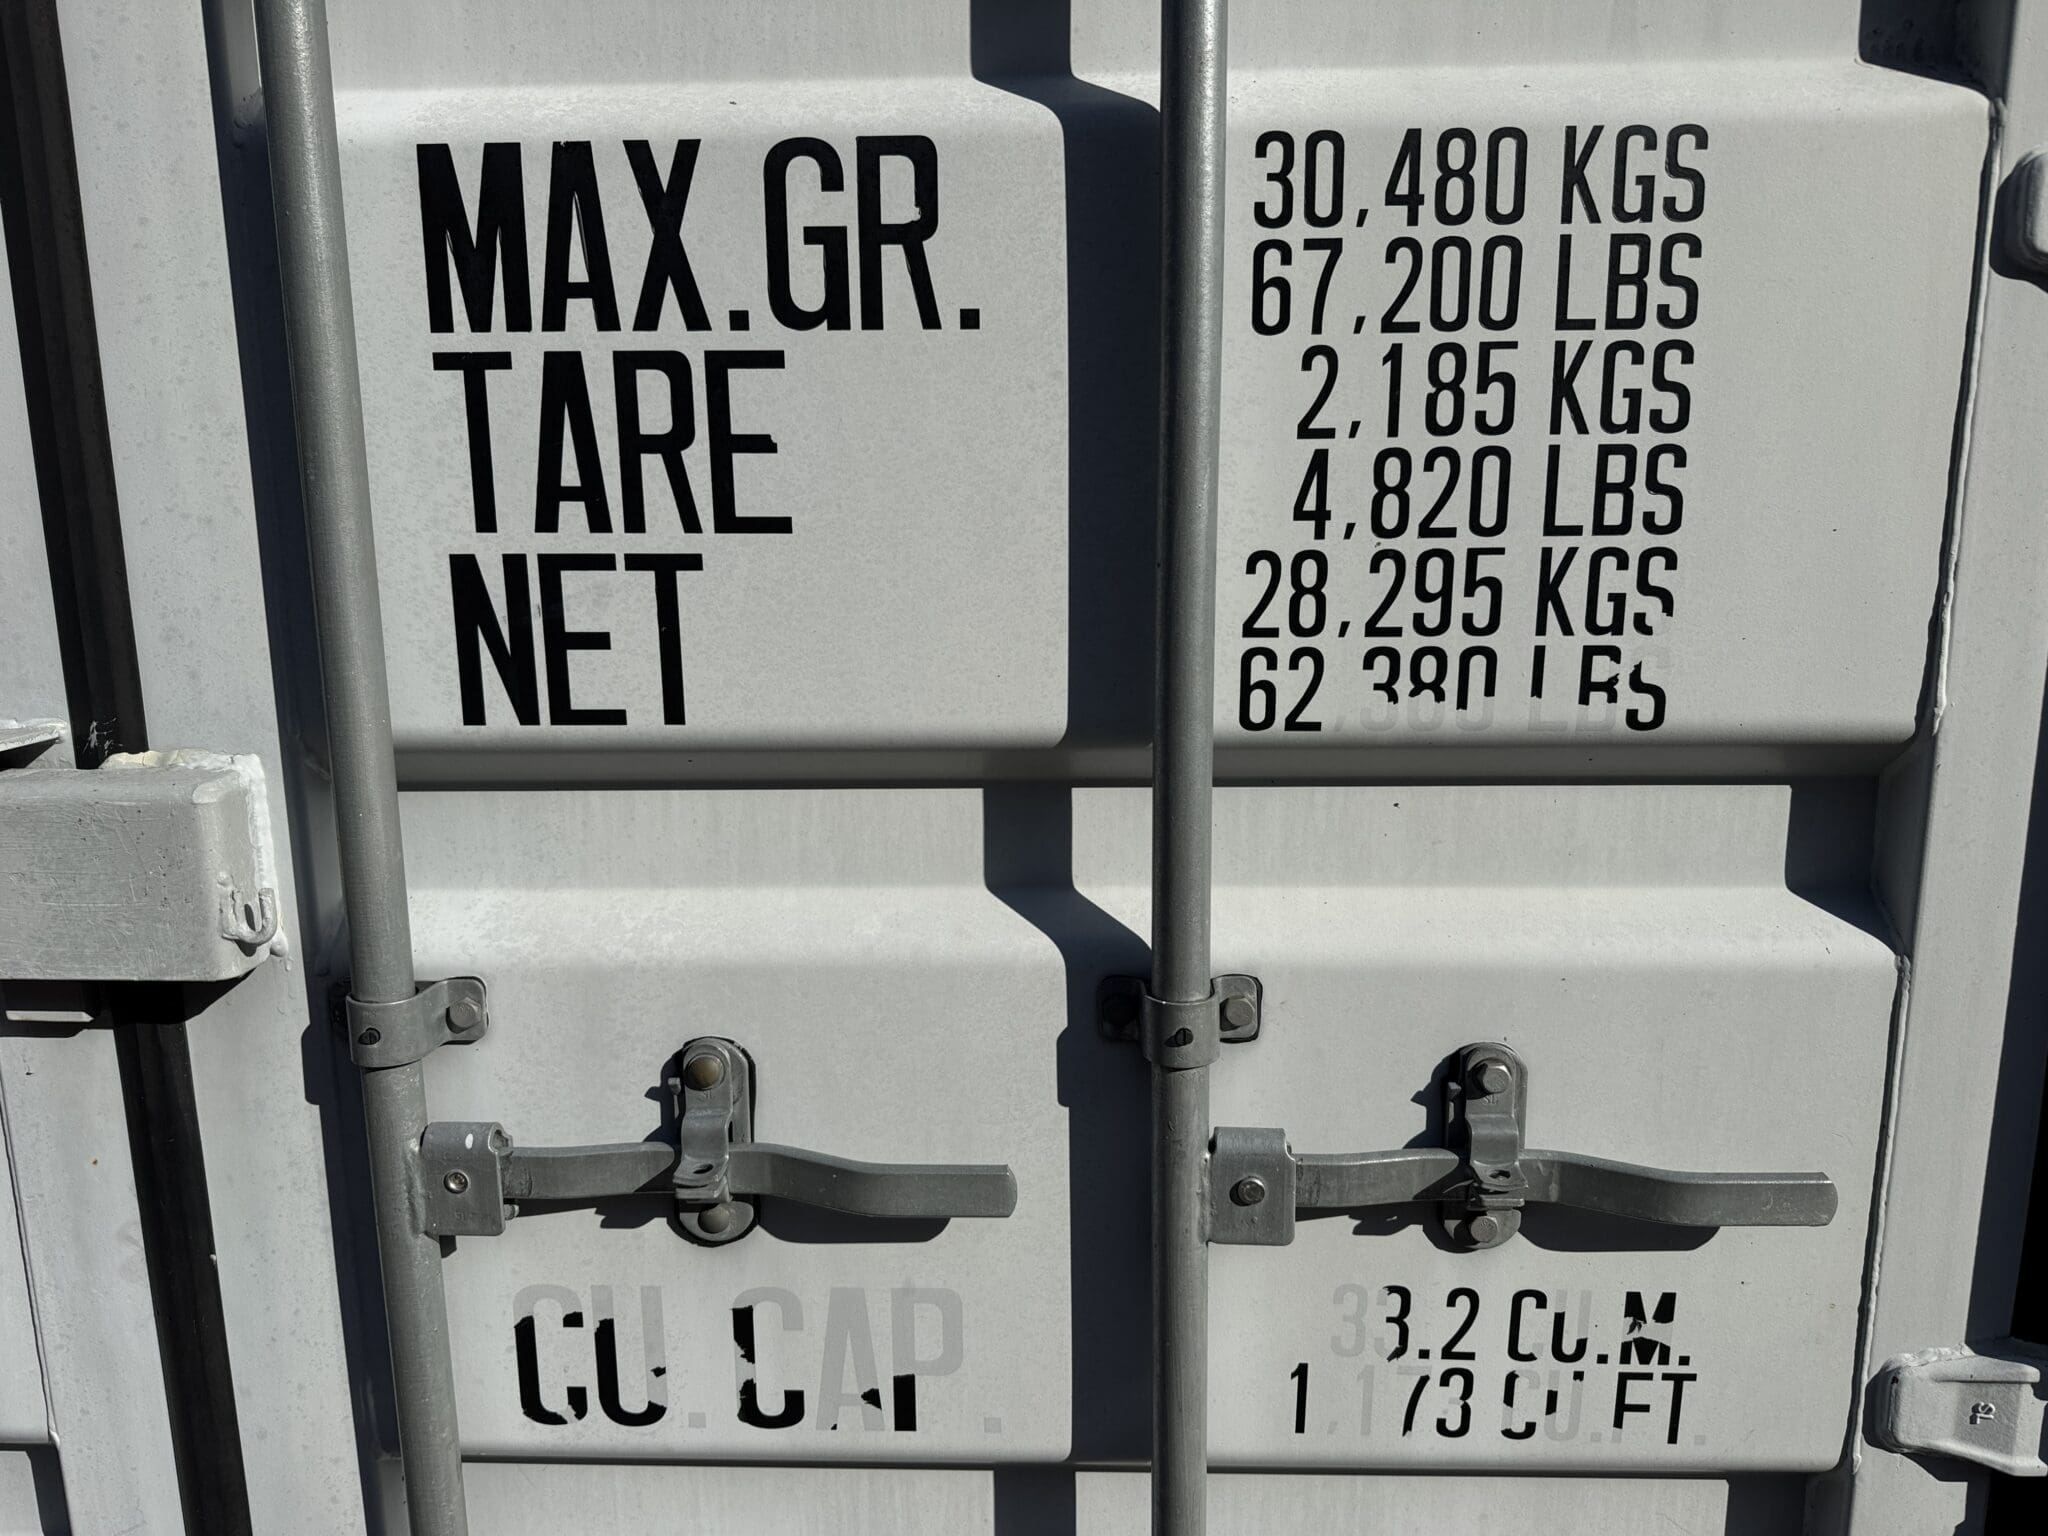 MAX.GR. 30,480 KGS
67,200 LBS
TARE 2,185 KGS
4,820 LBS
NET 28,295 KGS
62,380 LBS
CU.CAP. 33.2 CU.M.
1,173 CU.FT.